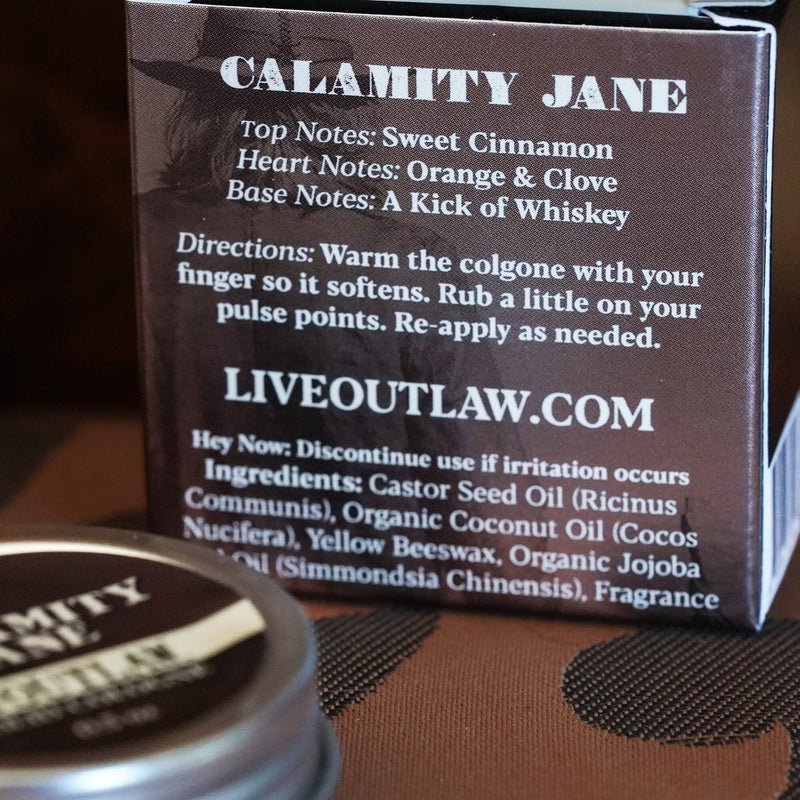 CALAMITY JANE
Top Notes: Sweet Cinnamon
Heart Notes: Orange & Clove
Base Notes: A Kick of Whiskey
Directions: Warm the colgone with your
finger so it softens. Rub a little on your
pulse points. Re-apply as needed.
LIVEOUTLAW.COM
Hey Now: Discontinue use if irritation occurs
Ingredients: Castor Seed Oil (Ricinus
Communis), Organic Coconut Oil (Cocos
Nucifera), Yellow Beeswax, Organic Jojoba
Oil (Simmondsia Chinensis), Fragrance
AMITY
ANE
OUTLAW